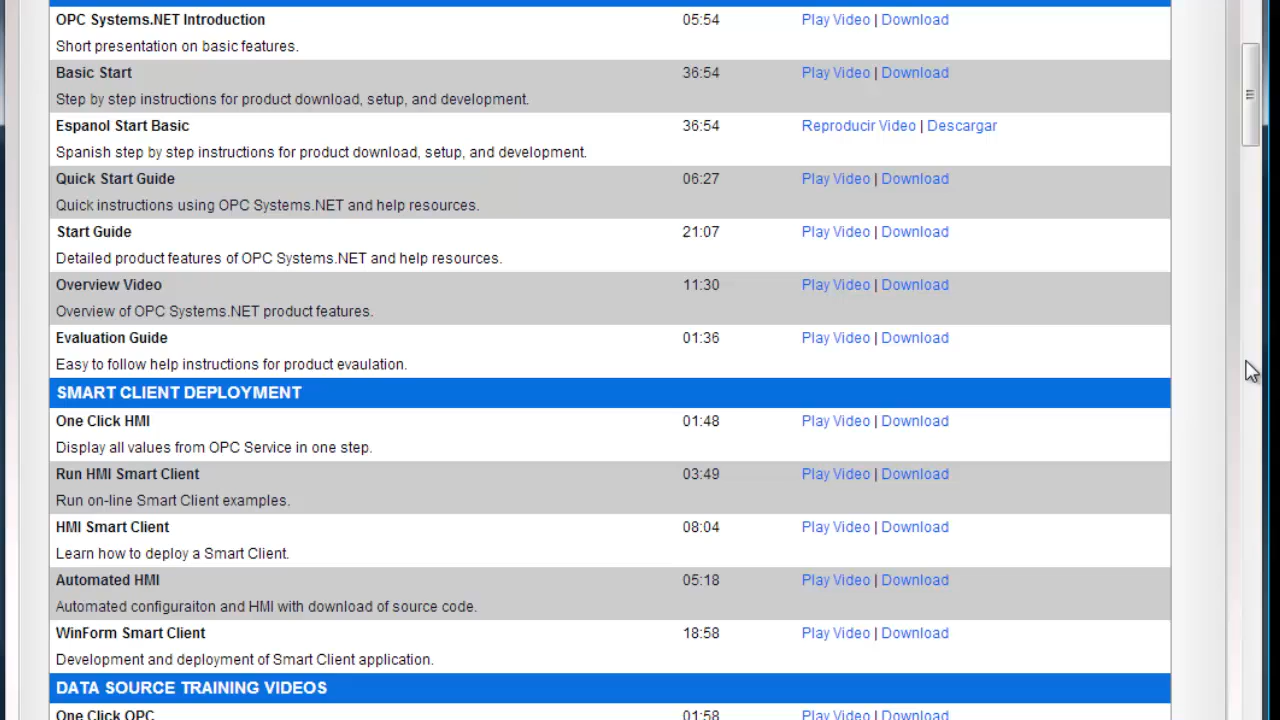 OPC Systems.NET Introduction 05:54 Play Video | Download
Short presentation on basic features.
Basic Start 36:54 Play Video | Download
Step by step instructions for product download, setup, and development.
Espanol Start Basic 36:54 Reproducir Video | Descargar
Spanish step by step instructions for product download, setup, and development.
Quick Start Guide 06:27 Play Video | Download
Quick instructions using OPC Systems.NET and help resources.
Start Guide 21:07 Play Video | Download
Detailed product features of OPC Systems.NET and help resources.
Overview Video 11:30 Play Video | Download
Overview of OPC Systems.NET product features.
Evaluation Guide 01:36 Play Video | Download
Easy to follow help instructions for product evaulation.
SMART CLIENT DEPLOYMENT
One Click HMI 01:48 Play Video | Download
Display all values from OPC Service in one step.
Run HMI Smart Client 03:49 Play Video | Download
Run on-line Smart Client examples.
HMI Smart Client 08:04 Play Video | Download
Learn how to deploy a Smart Client.
Automated HMI 05:18 Play Video | Download
Automated configuraiton and HMI with download of source code.
WinForm Smart Client 18:58 Play Video | Download
Development and deployment of Smart Client application.
DATA SOURCE TRAINING VIDEOS
One Click OPC 01:58 Play Video | Download